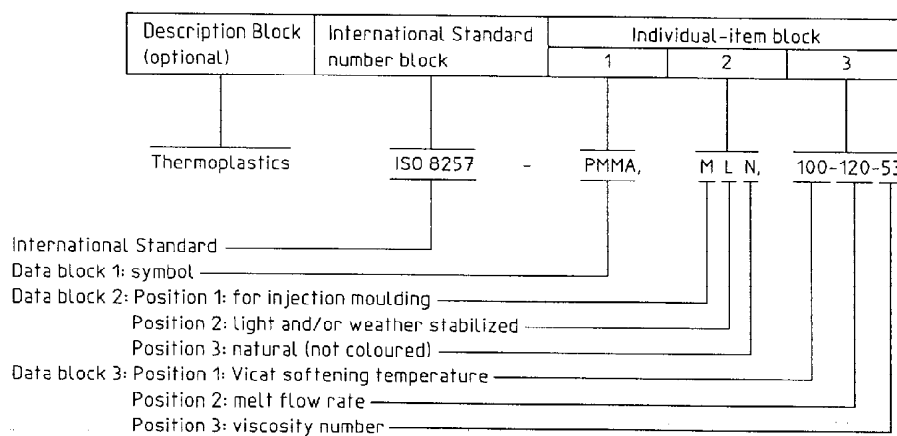 Description Block (optional)
International Standard number block
Individual-item block
1 2 3
Thermoplastics ISO 8257 - PMMA, M L N, 100-120-53
International Standard
Data block 1: symbol
Data block 2: Position 1: for injection moulding
Position 2: light and/or weather stabilized
Position 3: natural (not coloured)
Data block 3: Position 1: Vicat softening temperature
Position 2: melt flow rate
Position 3: viscosity number